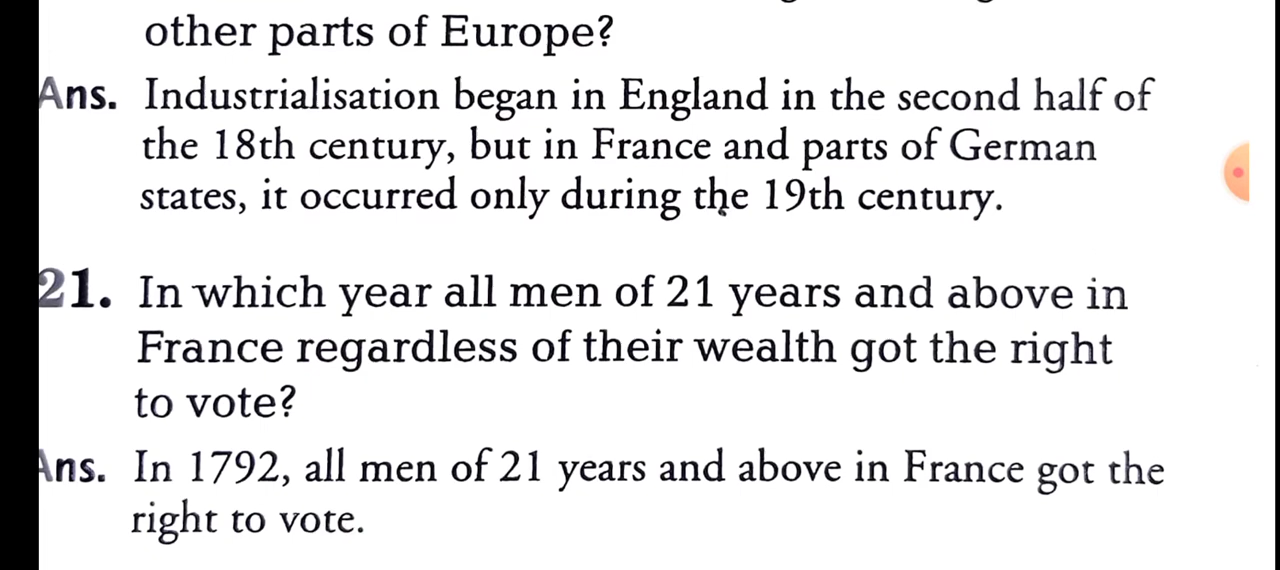 other parts of Europe?
Ans. Industrialisation began in England in the second half of
the 18th century, but in France and parts of German
states, it occurred only during the 19th century.
21. In which year all men of 21 years and above in
France regardless of their wealth got the right
to vote?
Ans. In 1792, all men of 21 years and above in France got the
right to vote.